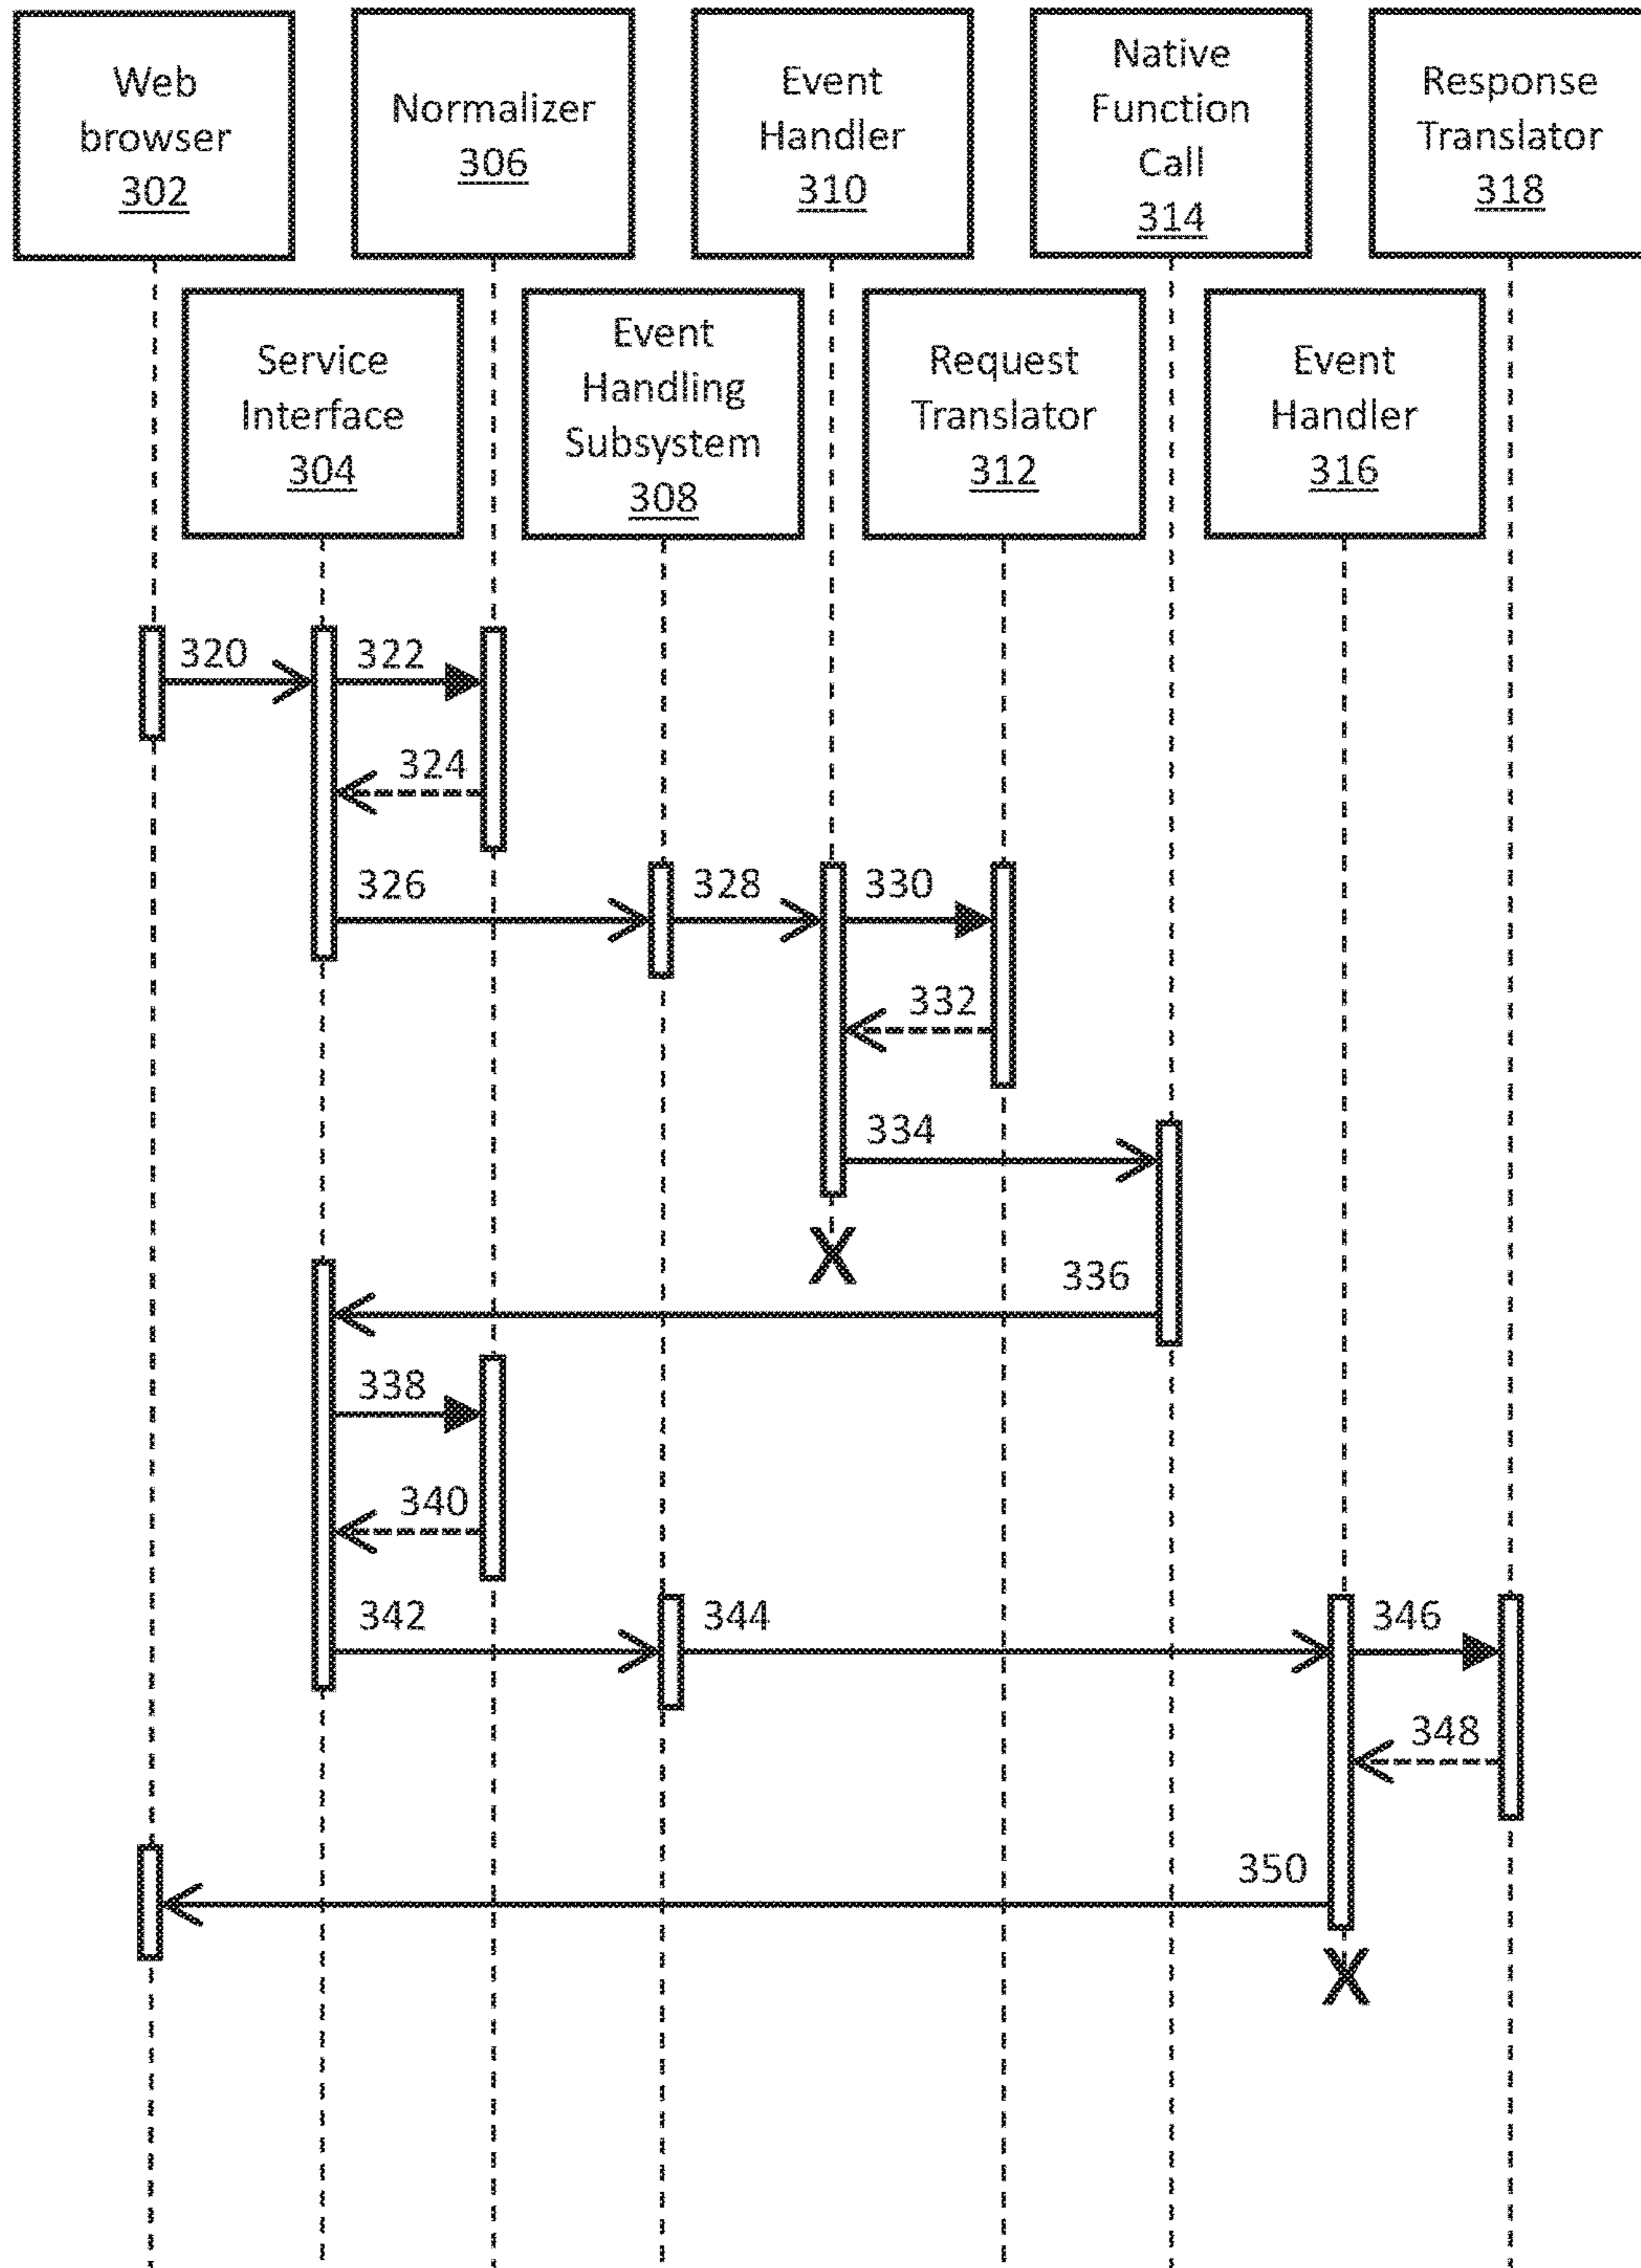 Web
browser
302
Normalizer
306
Event
Handler
310
Native
Function
Call
314
Response
Translator
318
Service
Interface
304
Event
Handling
Subsystem
308
Request
Translator
312
Event
Handler
316
320
322
324
326
328
330
332
334
X
336
338
340
342
344
346
348
350
X